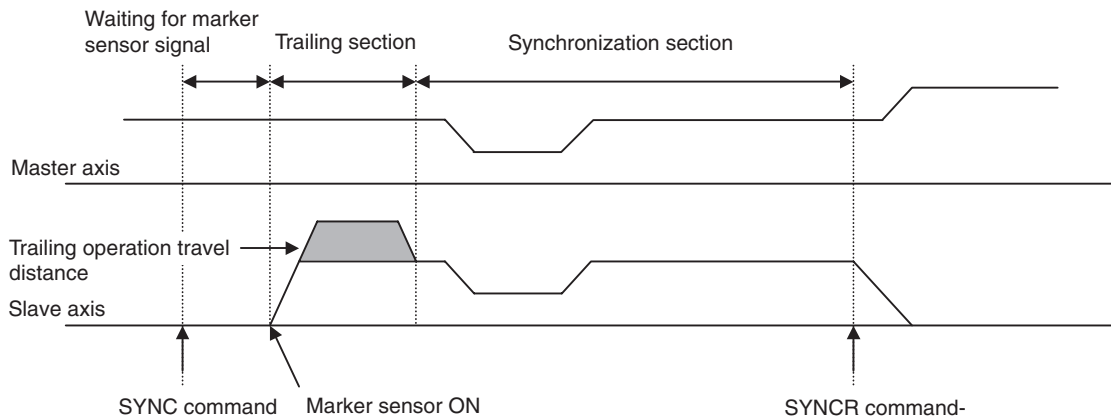 Waiting for marker
sensor signal
Trailing section
Synchronization section
Master axis
Trailing operation travel
distance
Slave axis
SYNC command
Marker sensor ON
SYNCR command-